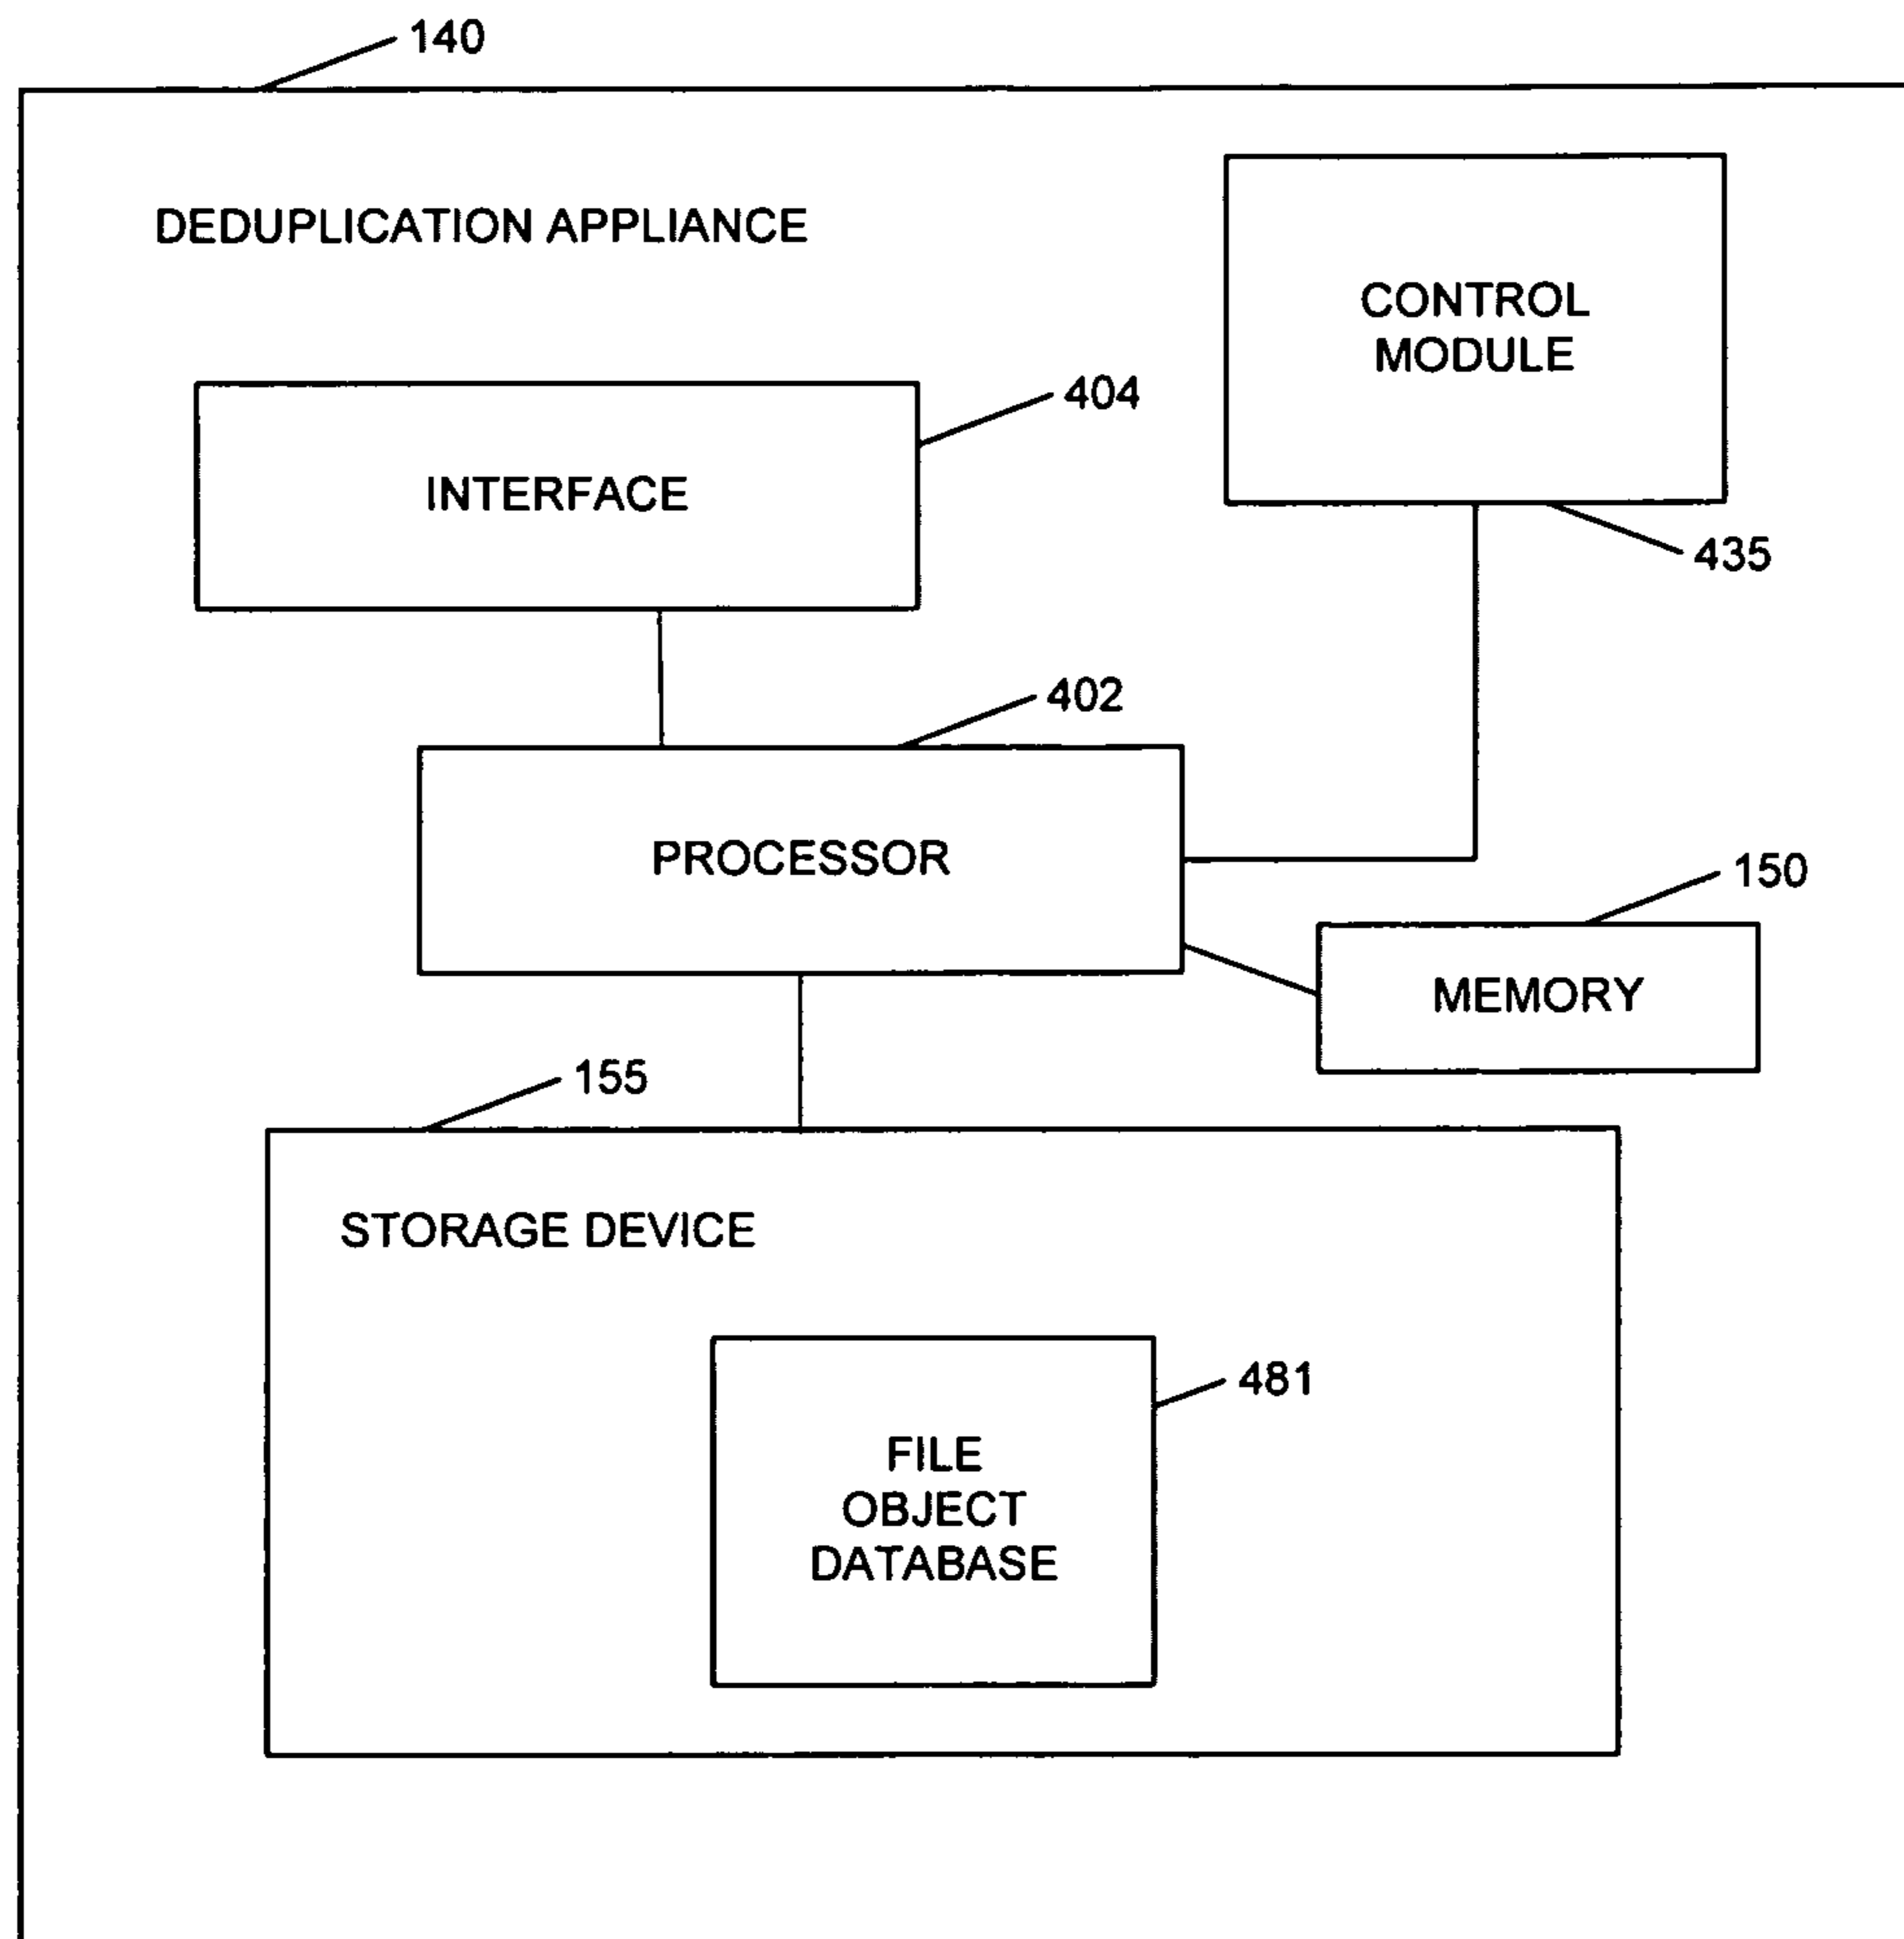 140
DEDUPLICATION APPLIANCE
CONTROL
MODULE
435
404
INTERFACE
402
PROCESSOR
150
MEMORY
155
STORAGE DEVICE
481
FILE
OBJECT
DATABASE